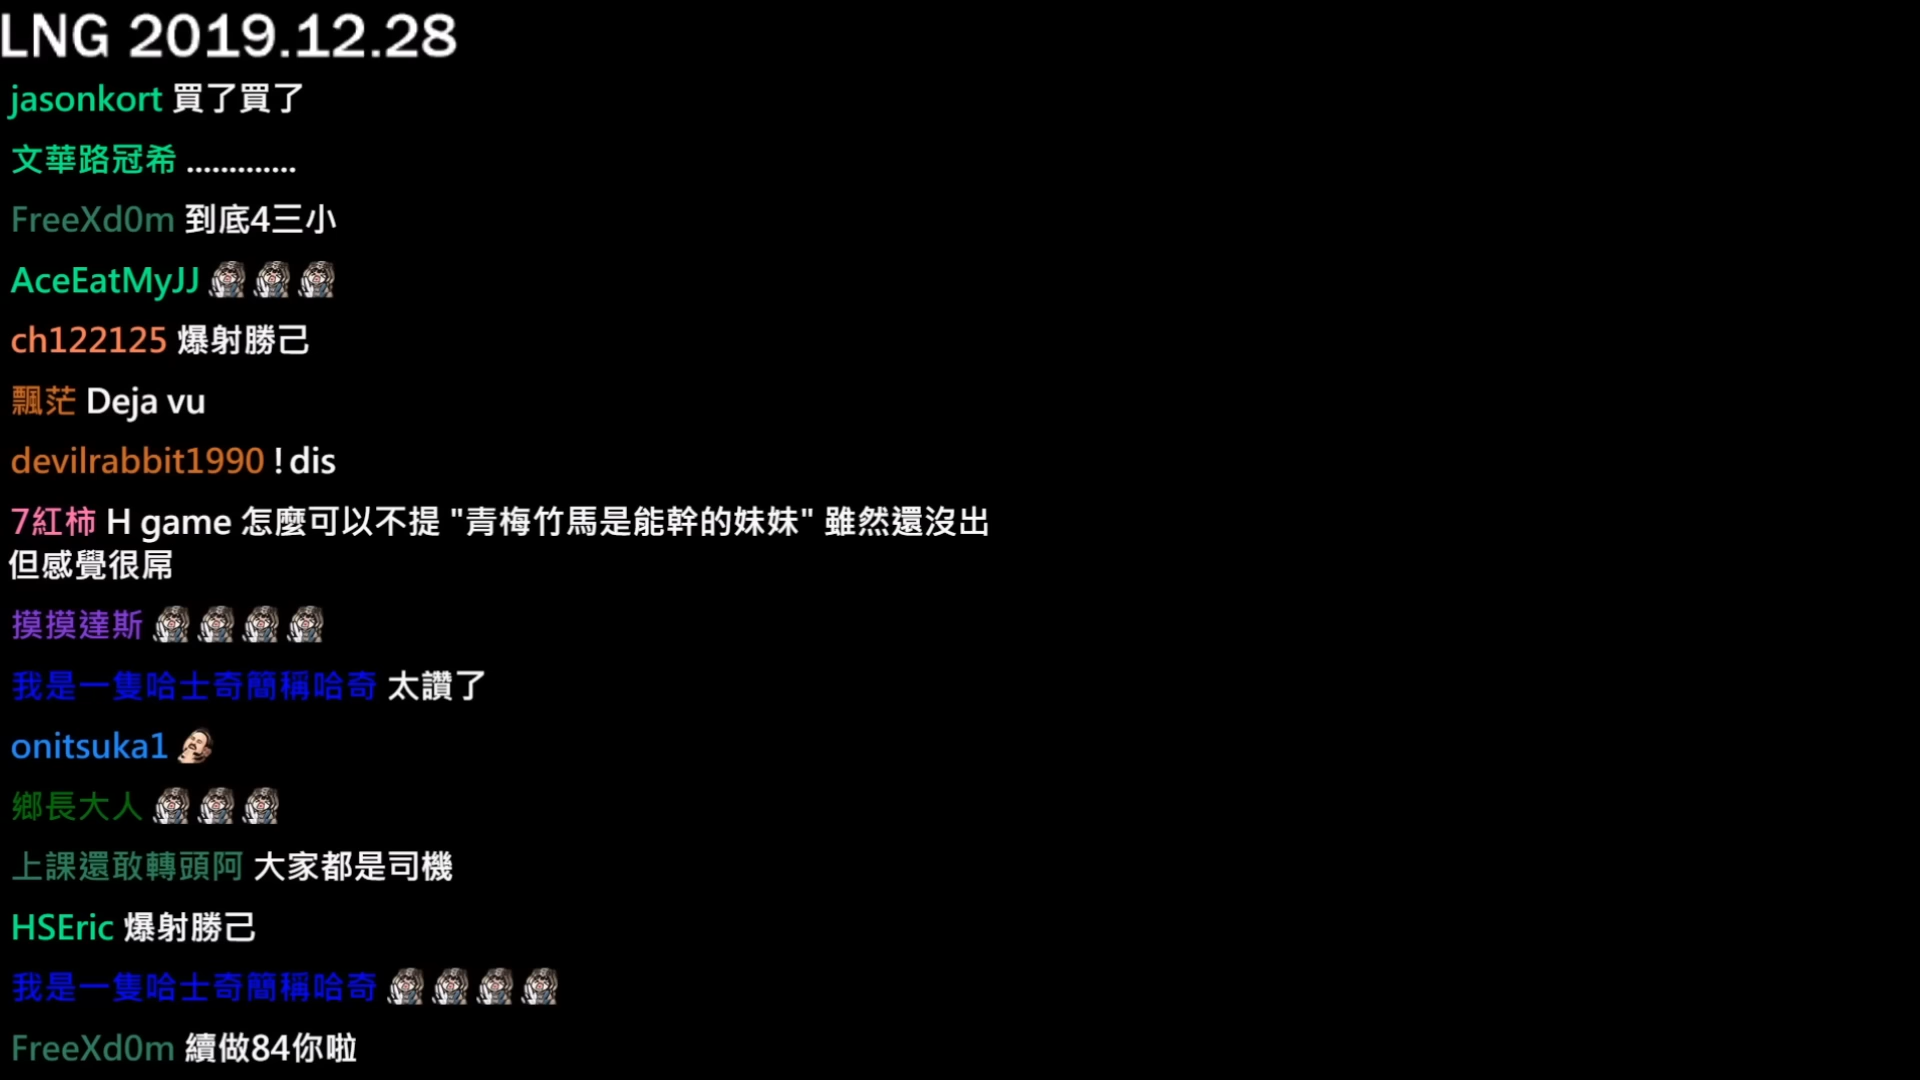 LNG 2019.12.28
jasonkort 買了買了
文華路冠希 .............
FreeXd0m 到底4三小
AceEatMyJJ
ch122125 爆射勝己
飄茫 Deja vu
devilrabbit1990 ! dis
7紅柿 H game 怎麼可以不提 "青梅竹馬是能幹的妹妹" 雖然還沒出
但感覺很屌
摸摸達斯
我是一隻哈士奇簡稱哈奇 太讚了
onitsuka1
鄉長大人
上課還敢轉頭阿 大家都是司機
HSEric 爆射勝己
我是一隻哈士奇簡稱哈奇
FreeXd0m 續做84你啦